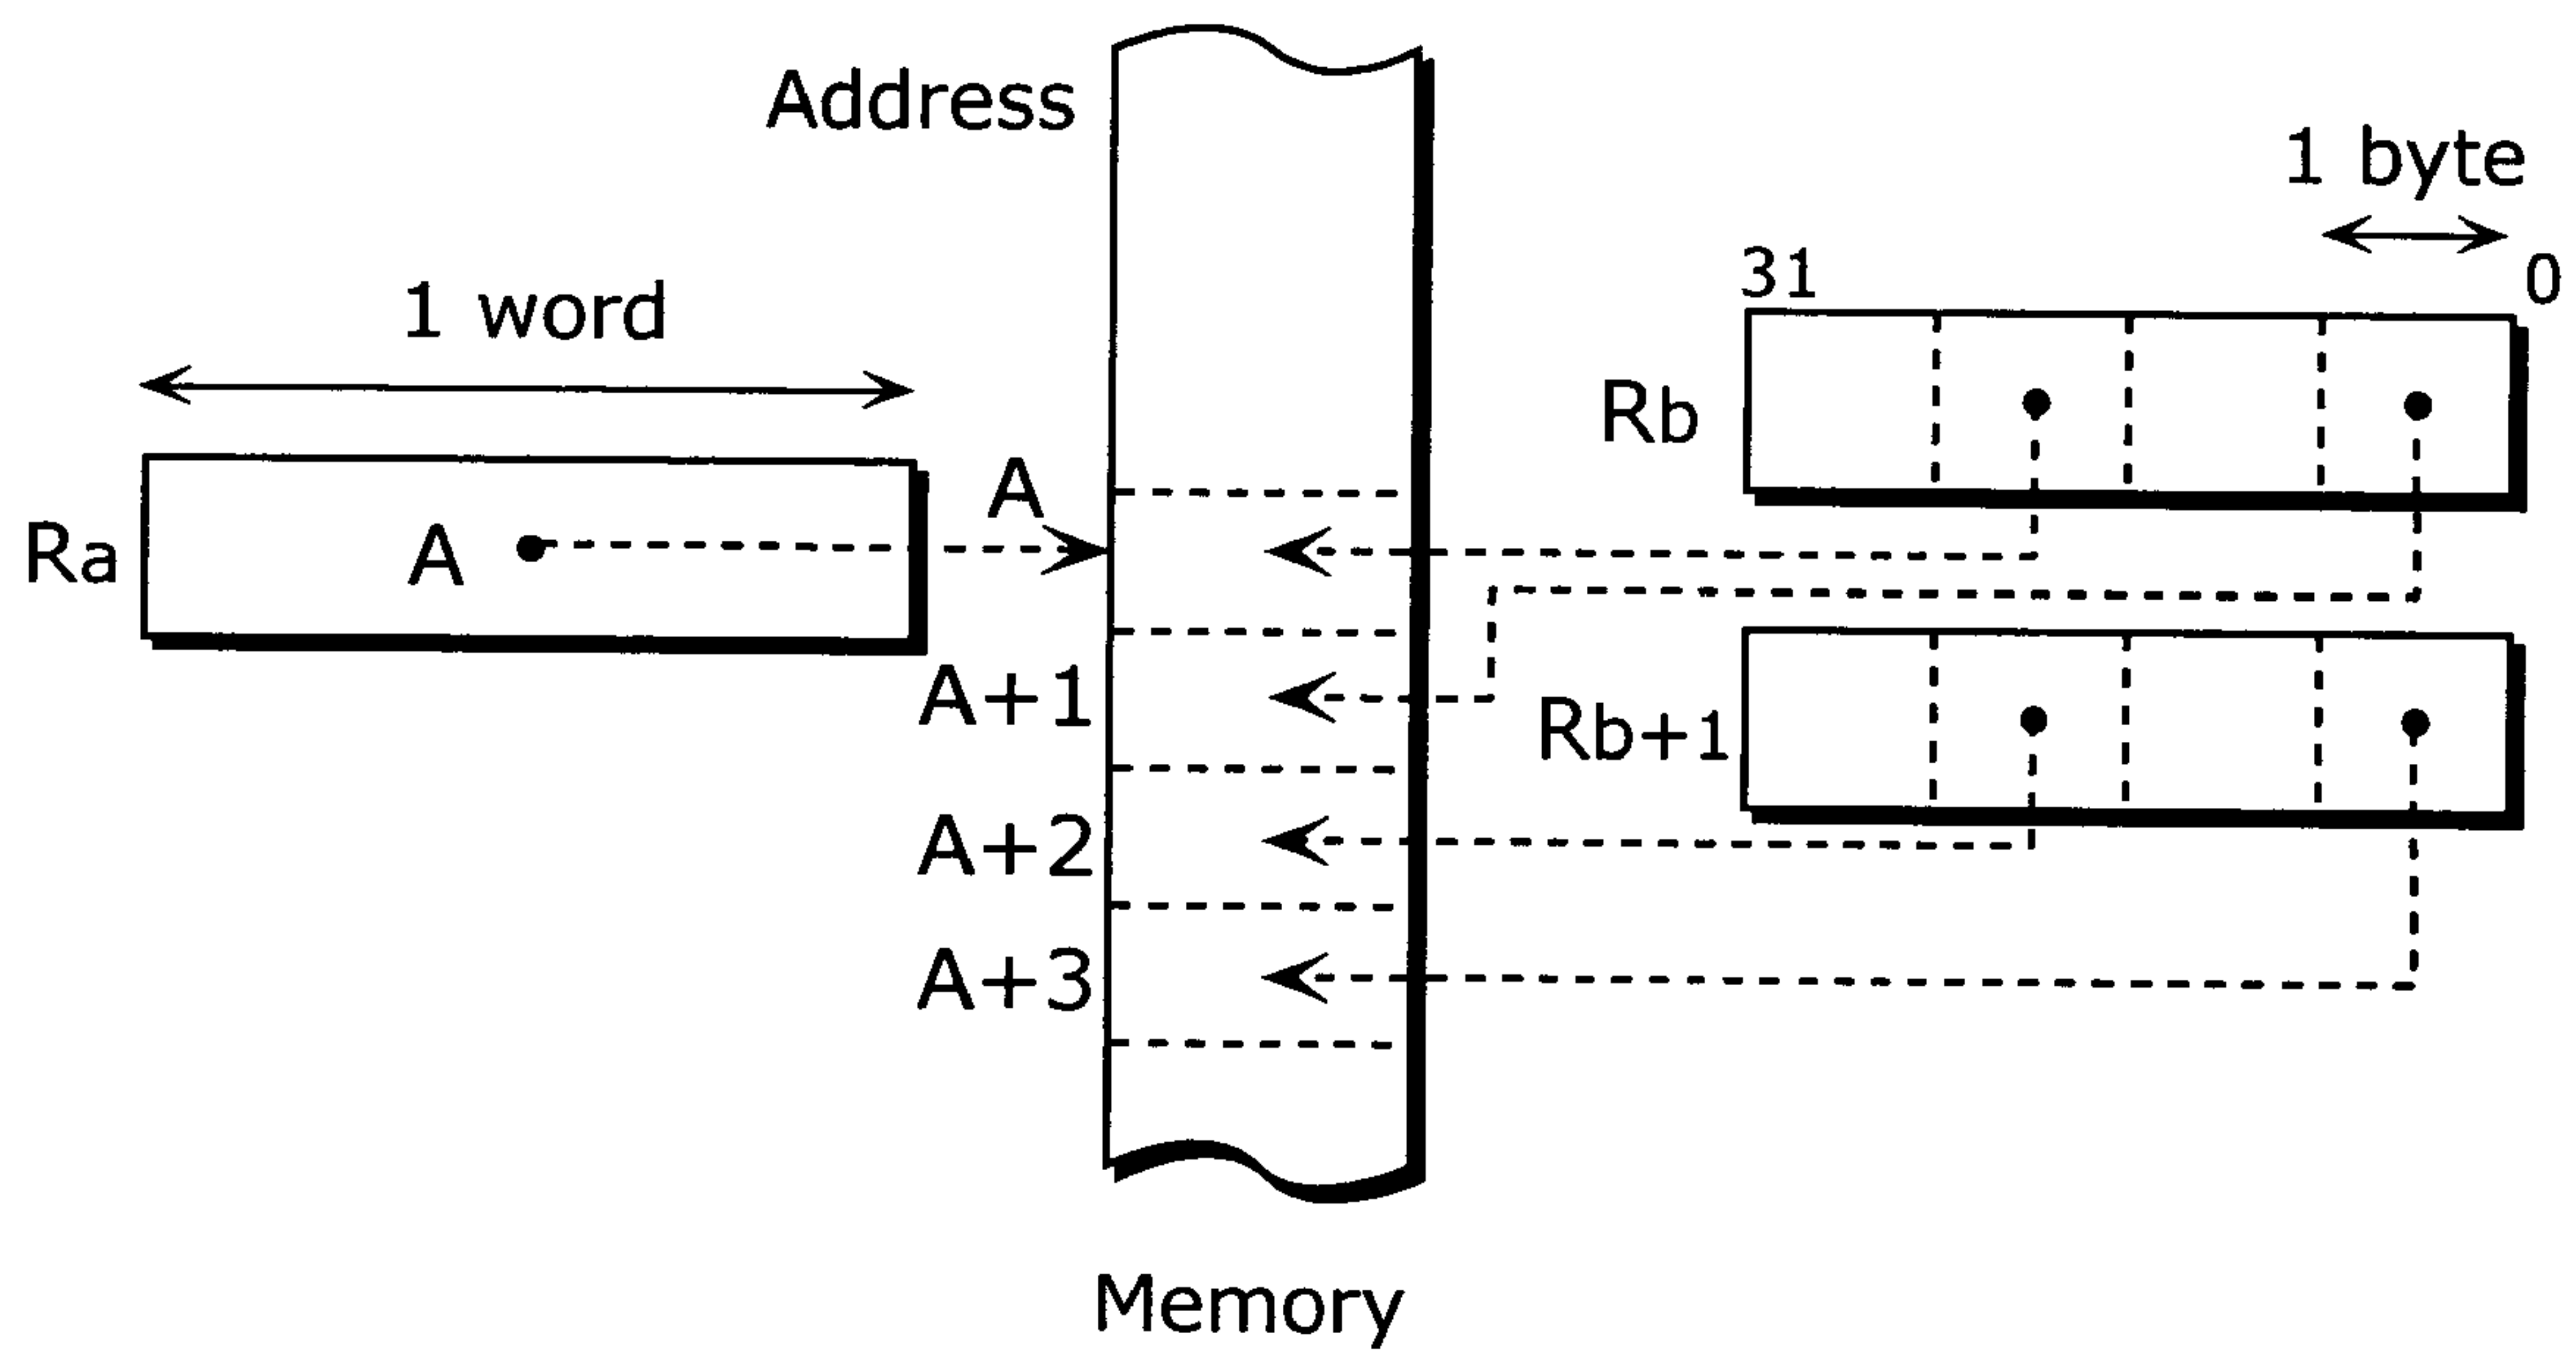 Address
1 byte
31
0
1 word
Rb
A
Ra
A
A+1
Rb+1
A+2
A+3
Memory